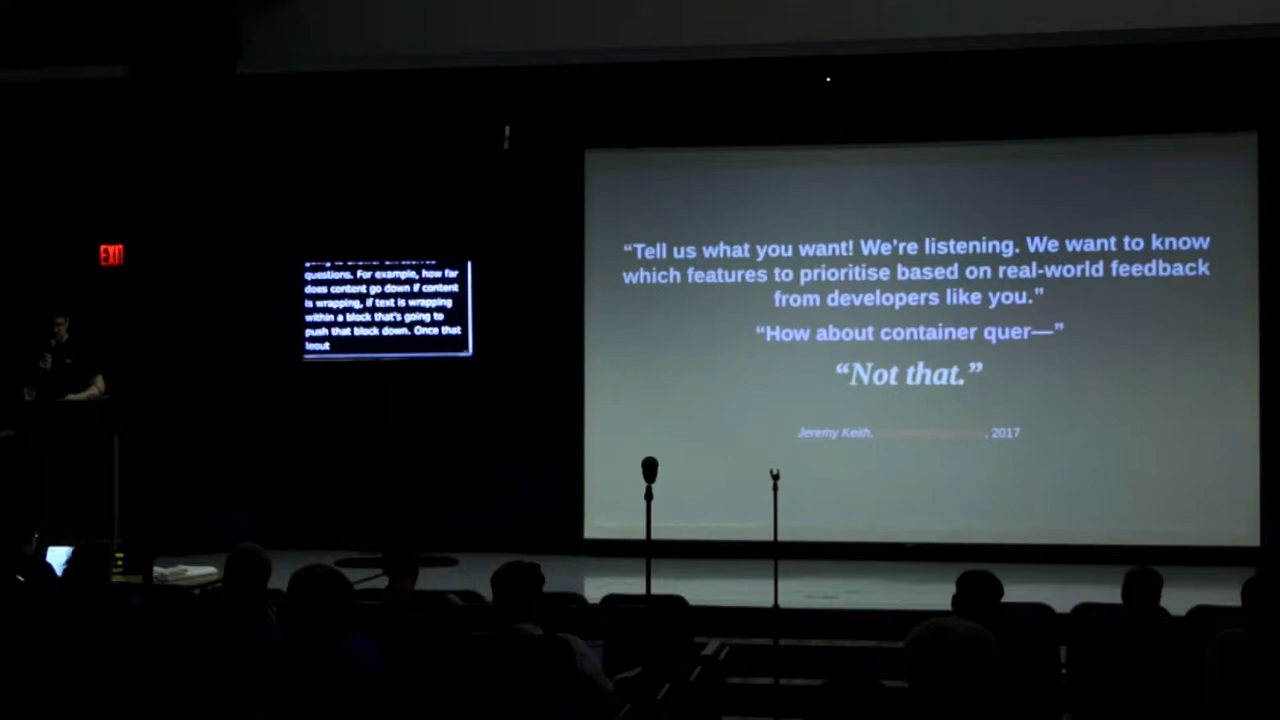 EXIT
questions. For example, how far
does content go down if content
is wrapping, if text is wrapping
within a block that's going to
push that block down. Once that
leout
“Tell us what you want! We’re listening. We want to know
which features to prioritise based on real-world feedback
from developers like you.”
“How about container quer—”
“Not that.”
Jeremy Keith, , 2017